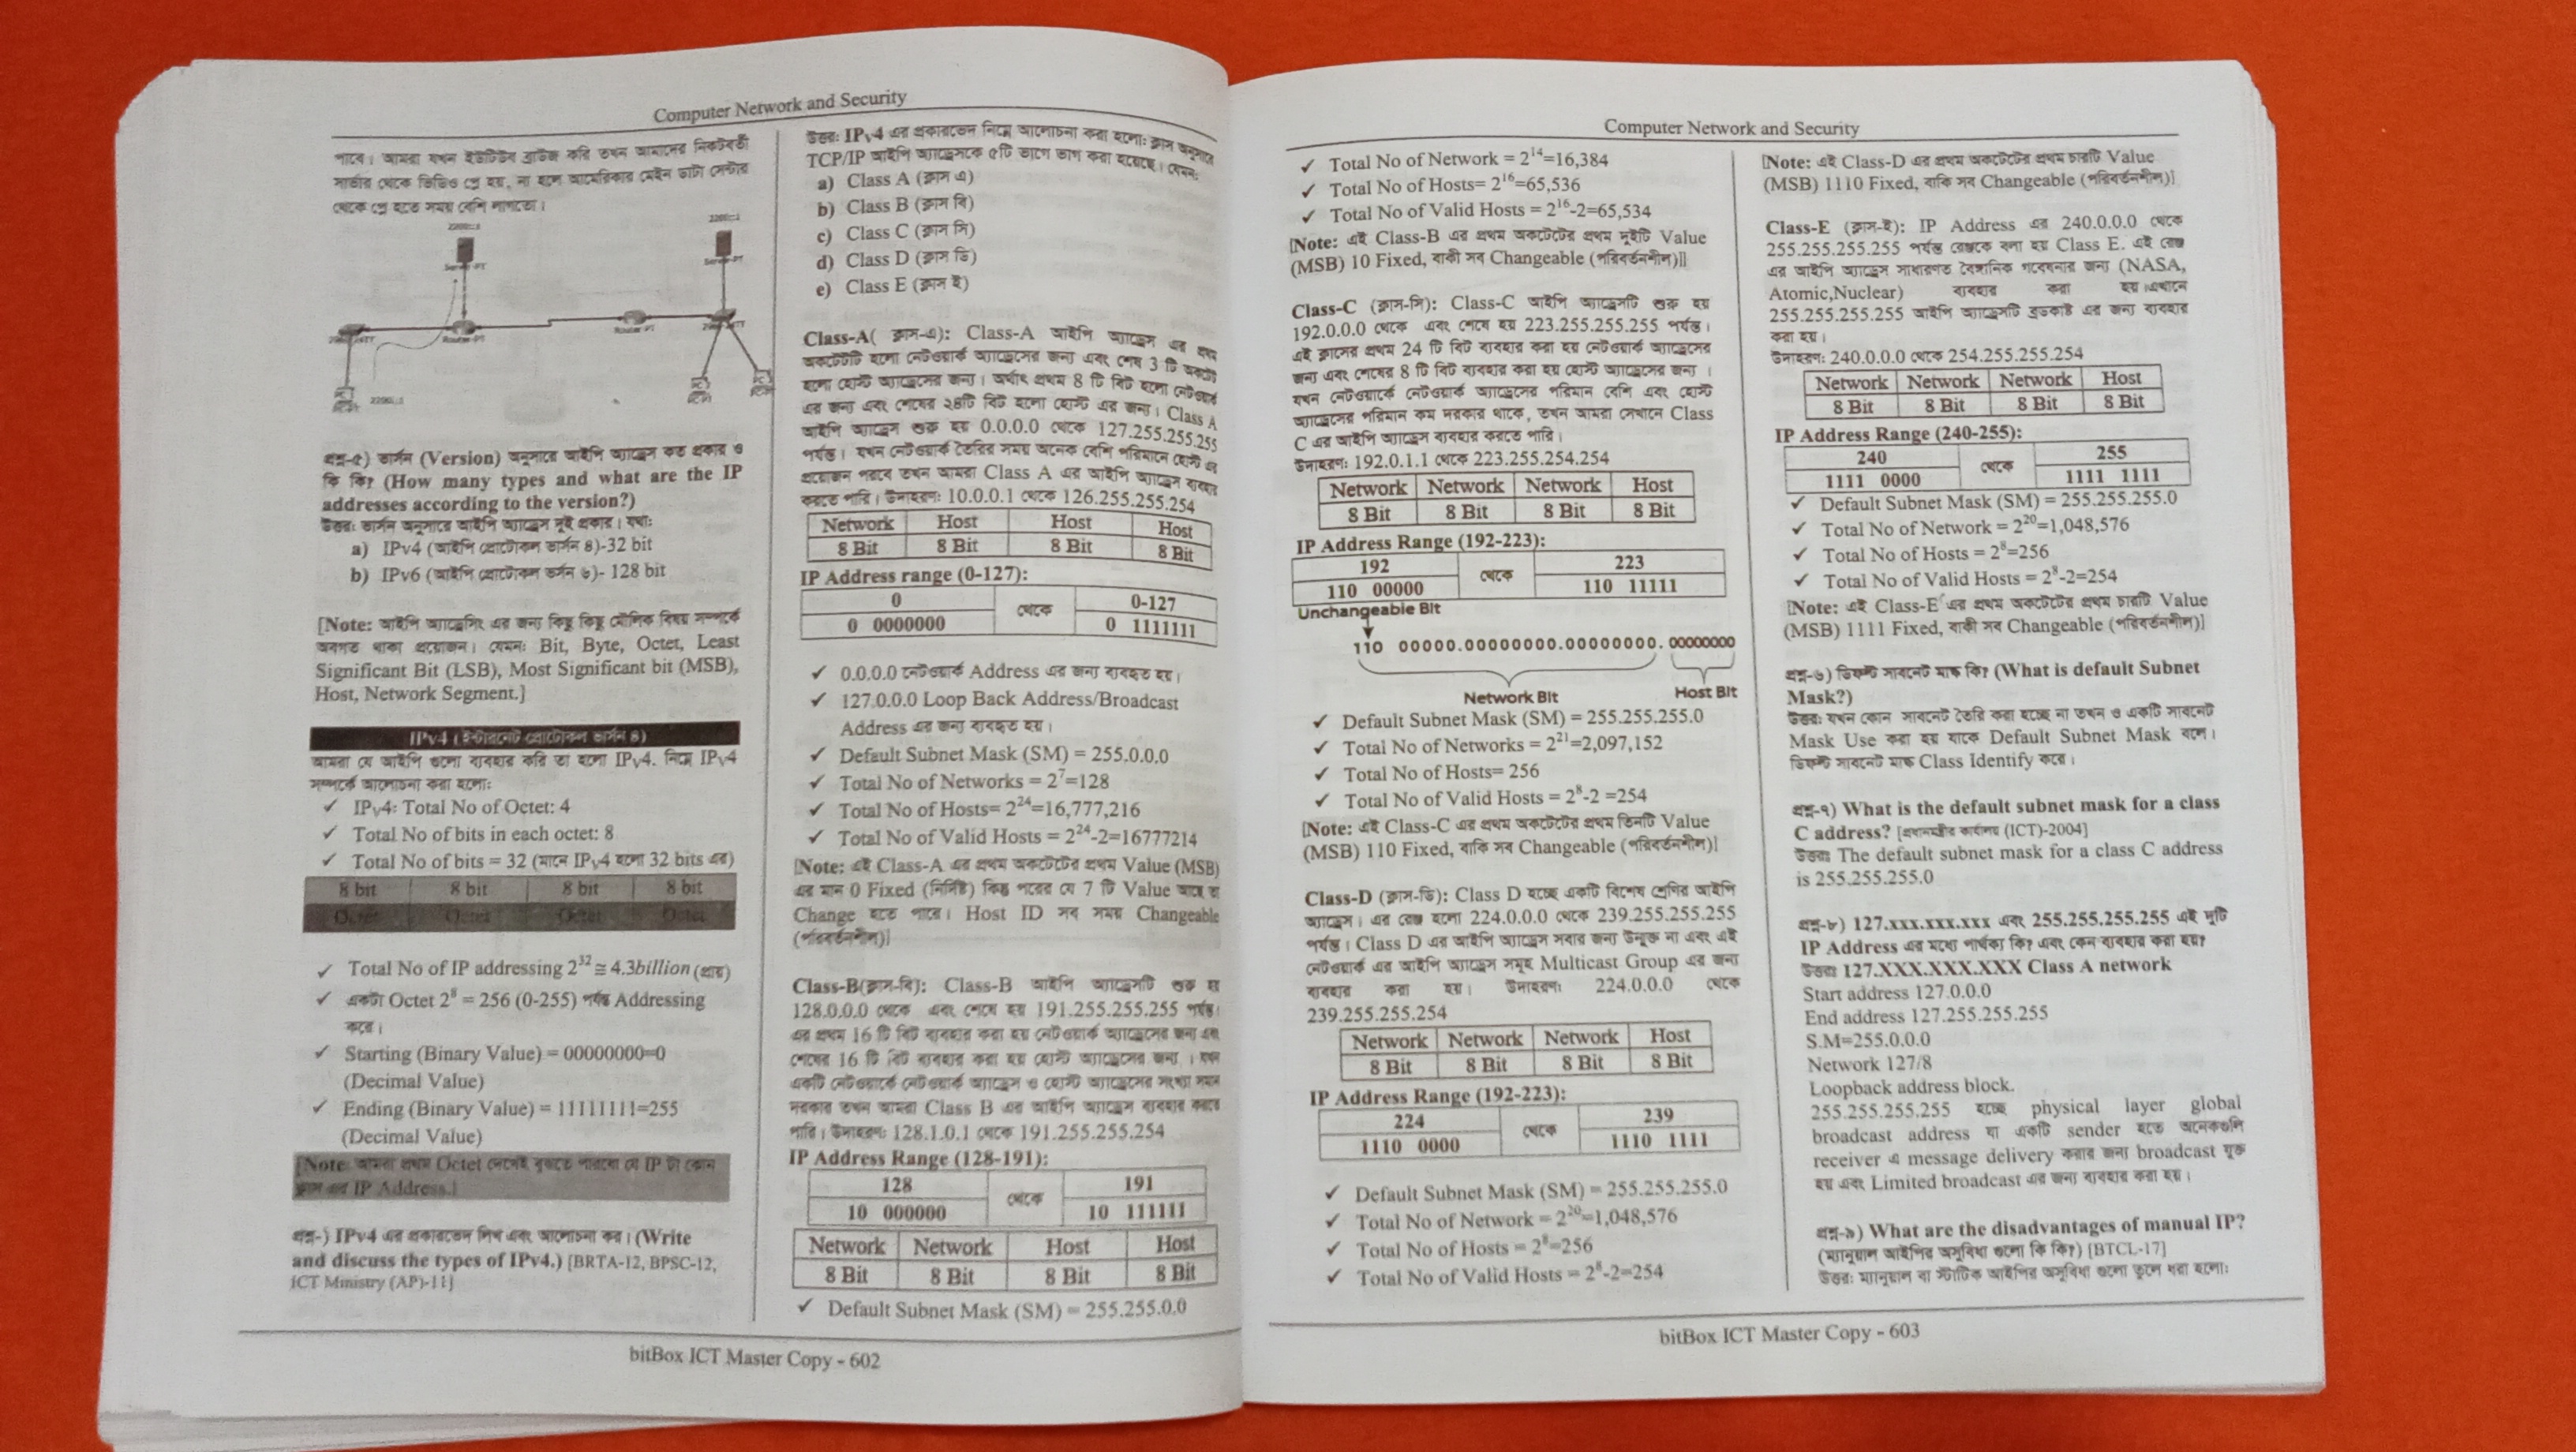 Computer Network and Security
পাবে। আমরা যখন ইউটিউব ব্রাউজ করি তখন আমাদের নিকটবর্তী
সার্ভার থেকে ভিডিও প্লে হয়, না হলে আমেরিকার মেইন ডাটা সেন্টার
থেকে প্লে হতে সময় বেশি লাগতো।
Server-PT
Router-PT
প্রশ্ন-৫) ভার্সন (Version) অনুসারে আইপি অ্যাড্রেস কত প্রকার ও
কি কি? (How many types and what are the IP
addresses according to the version?)
উত্তর: ভার্সন অনুসারে আইপি অ্যাড্রেস দুই প্রকার। যথা:
a) IPv4 (আইপি প্রোটোকল ভার্সন ৪)-32 bit
b) IPv6 (আইপি প্রোটোকল ভর্সন ৬)- 128 bit
[Note: আইপি অ্যাড্রেসিং এর জন্য কিছু কিছু মৌলিক বিষয় সম্পর্কে
অবগত থাকা প্রয়োজন। যেমন: Bit, Byte, Octet, Least
Significant Bit (LSB), Most Significant bit (MSB),
Host, Network Segment.]
IPv4 (ইন্টারনেট প্রোটোকল ভার্সন ৪)
আমরা যে আইপি গুলো ব্যবহার করি তা হলো IPv4. নিম্নে IPv4
সম্পর্কে আলোচনা করা হলো:
✓ IPv4: Total No of Octet: 4
✓ Total No of bits in each octet: 8
✓ Total No of bits = 32 (মানে IPv4 হলো 32 bits এর)
8 bit 8 bit 8 bit 8 bit
Octet Octet Octet Octet
✓ Total No of IP addressing 2³² ≅ 4.3billion (প্রায়)
✓ একটা Octet 2⁸ = 256 (0-255) পর্যন্ত Addressing
করে।
✓ Starting (Binary Value) = 00000000=0
(Decimal Value)
✓ Ending (Binary Value) = 11111111=255
(Decimal Value)
[Note: আমরা প্রথম Octet দেখেই বুঝতে পারবো যে IP টা কোন
ক্লাস এর IP Address.]
প্রশ্ন-) IPv4 এর প্রকারভেদ লিখ এবং আলোচনা কর। (Write
and discuss the types of IPv4.) [BRTA-12, BPSC-12,
ICT Ministry (AP)-11]
উত্তর: IPv4 এর প্রকারভেদ নিম্নে আলোচনা করা হলো: ক্লাস অনুসারে
TCP/IP আইপি অ্যাড্রেসকে ৫টি ভাগে ভাগ করা হয়েছে। যেমন:
a) Class A (ক্লাস এ)
b) Class B (ক্লাস বি)
c) Class C (ক্লাস সি)
d) Class D (ক্লাস ডি)
e) Class E (ক্লাস ই)
Class-A( ক্লাস-এ): Class-A আইপি অ্যাড্রেস এর প্রথম
অকটেটটি হলো নেটওয়ার্ক অ্যাড্রেসের জন্য এবং শেষ 3 টি অকটেট
হলো হোস্ট অ্যাড্রেসের জন্য। অর্থাৎ প্রথম 8 টি বিট হলো নেটওয়ার্ক
এর জন্য এবং শেষের ২৪টি বিট হলো হোস্ট এর জন্য। Class A
আইপি অ্যাড্রেস শুরু হয় 0.0.0.0 থেকে 127.255.255.255
পর্যন্ত। যখন নেটওয়ার্ক তৈরির সময় অনেক বেশি পরিমানে হোস্ট এর
প্রয়োজন পরবে তখন আমরা Class A এর আইপি অ্যাড্রেস ব্যবহার
করতে পারি। উদাহরণ: 10.0.0.1 থেকে 126.255.255.254
Network Host Host Host
8 Bit 8 Bit 8 Bit 8 Bit
IP Address range (0-127):
0 থেকে 0-127
0 0000000 0 1111111
✓ 0.0.0.0 নেটওয়ার্ক Address এর জন্য ব্যবহৃত হয়।
✓ 127.0.0.0 Loop Back Address/Broadcast
Address এর জন্য ব্যবহৃত হয়।
✓ Default Subnet Mask (SM) = 255.0.0.0
✓ Total No of Networks = 2⁷=128
✓ Total No of Hosts= 2²⁴=16,777,216
✓ Total No of Valid Hosts = 2²⁴-2=16777214
[Note: এই Class-A এর প্রথম অকটেটের প্রথম Value (MSB)
এর মান 0 Fixed (নির্দিষ্ট) কিন্তু পরের যে 7 টি Value আছে তা
Change হতে পারে। Host ID সব সময় Changeable
(পরিবর্তনশীল)]
Class-B(ক্লাস-বি): Class-B আইপি অ্যাড্রেসটি শুরু হয়
128.0.0.0 থেকে এবং শেষে হয় 191.255.255.255 পর্যন্ত।
এর প্রথম 16 টি বিট ব্যবহার করা হয় নেটওয়ার্ক অ্যাড্রেসের জন্য এবং
শেষের 16 টি বিট ব্যবহার করা হয় হোস্ট অ্যাড্রেসের জন্য । যখন
একটি নেটওয়ার্কে নেটওয়ার্ক অ্যাড্রেস ও হোস্ট অ্যাড্রেসের সংখ্যা সমান
দরকার তখন আমরা Class B এর আইপি অ্যাড্রেস ব্যবহার করতে
পারি। উদাহরণ: 128.1.0.1 থেকে 191.255.255.254
IP Address Range (128-191):
128 থেকে 191
10 000000 10 111111
Network Network Host Host
8 Bit 8 Bit 8 Bit 8 Bit
✓ Default Subnet Mask (SM) = 255.255.0.0
bitBox ICT Master Copy - 602
Computer Network and Security
✓ Total No of Network = 2¹⁴=16,384
✓ Total No of Hosts= 2¹⁶=65,536
✓ Total No of Valid Hosts = 2¹⁶-2=65,534
[Note: এই Class-B এর প্রথম অকটেটের প্রথম দুইটি Value
(MSB) 10 Fixed, বাকী সব Changeable (পরিবর্তনশীল)]]
Class-C (ক্লাস-সি): Class-C আইপি অ্যাড্রেসটি শুরু হয়
192.0.0.0 থেকে এবং শেষে হয় 223.255.255.255 পর্যন্ত।
এই ক্লাসের প্রথম 24 টি বিট ব্যবহার করা হয় নেটওয়ার্ক অ্যাড্রেসের
জন্য এবং শেষের 8 টি বিট ব্যবহার করা হয় হোস্ট অ্যাড্রেসের জন্য ।
যখন নেটওয়ার্কে নেটওয়ার্ক অ্যাড্রেসের পরিমান বেশি এবং হোস্ট
অ্যাড্রেসের পরিমান কম দরকার থাকে, তখন আমরা সেখানে Class
C এর আইপি অ্যাড্রেস ব্যবহার করতে পারি।
উদাহরণ: 192.0.1.1 থেকে 223.255.254.254
Network Network Network Host
8 Bit 8 Bit 8 Bit 8 Bit
IP Address Range (192-223):
192 থেকে 223
110 00000 110 11111
Unchangeable Bit
110 00000.00000000.00000000. 00000000
Network Bit Host Bit
✓ Default Subnet Mask (SM) = 255.255.255.0
✓ Total No of Networks = 2²¹=2,097,152
✓ Total No of Hosts= 256
✓ Total No of Valid Hosts = 2⁸-2 =254
[Note: এই Class-C এর প্রথম অকটেটের প্রথম তিনটি Value
(MSB) 110 Fixed, বাকি সব Changeable (পরিবর্তনশীল)]
Class-D (ক্লাস-ডি): Class D হচ্ছে একটি বিশেষ শ্রেণির আইপি
অ্যাড্রেস। এর রেঞ্জ হলো 224.0.0.0 থেকে 239.255.255.255
পর্যন্ত। Class D এর আইপি অ্যাড্রেস সবার জন্য উন্মুক্ত না এবং এই
নেটওয়ার্ক এর আইপি অ্যাড্রেস সমূহ Multicast Group এর জন্য
ব্যবহার করা হয়। উদাহরণ: 224.0.0.0 থেকে
239.255.255.254
Network Network Network Host
8 Bit 8 Bit 8 Bit 8 Bit
IP Address Range (192-223):
224 থেকে 239
1110 0000 1110 1111
✓ Default Subnet Mask (SM) = 255.255.255.0
✓ Total No of Network = 2²⁰=1,048,576
✓ Total No of Hosts = 2⁸=256
✓ Total No of Valid Hosts = 2⁸-2=254
[Note: এই Class-D এর প্রথম অকটেটের প্রথম চারটি Value
(MSB) 1110 Fixed, বাকি সব Changeable (পরিবর্তনশীল)]
Class-E (ক্লাস-ই): IP Address এর 240.0.0.0 থেকে
255.255.255.255 পর্যন্ত রেঞ্জকে বলা হয় Class E. এই রেঞ্জ
এর আইপি অ্যাড্রেস সাধারণত বৈজ্ঞানিক গবেষনার জন্য (NASA,
Atomic,Nuclear) ব্যবহার করা হয়।এখানে
255.255.255.255 আইপি অ্যাড্রেসটি ব্রডকাষ্ট এর জন্য ব্যবহার
করা হয়।
উদাহরণ: 240.0.0.0 থেকে 254.255.255.254
Network Network Network Host
8 Bit 8 Bit 8 Bit 8 Bit
IP Address Range (240-255):
240 থেকে 255
1111 0000 1111 1111
✓ Default Subnet Mask (SM) = 255.255.255.0
✓ Total No of Network = 2²⁰=1,048,576
✓ Total No of Hosts = 2⁸=256
✓ Total No of Valid Hosts = 2⁸-2=254
[Note: এই Class-E এর প্রথম অকটেটের প্রথম চারটি Value
(MSB) 1111 Fixed, বাকী সব Changeable (পরিবর্তনশীল)]
প্রশ্ন-৬) ডিফল্ট সাবনেট মাস্ক কি? (What is default Subnet
Mask?)
উত্তর: যখন কোন সাবনেট তৈরি করা হচ্ছে না তখন ও একটি সাবনেট
Mask Use করা হয় যাকে Default Subnet Mask বলে।
ডিফল্ট সাবনেট মাস্ক Class Identify করে।
প্রশ্ন-৭) What is the default subnet mask for a class
C address? [প্রধানমন্ত্রীর কার্যালয় (ICT)-2004]
উত্তরঃ The default subnet mask for a class C address
is 255.255.255.0
প্রশ্ন-৮) 127.xxx.xxx.xxx এবং 255.255.255.255 এই দুটি
IP Address এর মধ্যে পার্থক্য কি? এবং কেন ব্যবহার করা হয়?
উত্তরঃ 127.XXX.XXX.XXX Class A network
Start address 127.0.0.0
End address 127.255.255.255
S.M=255.0.0.0
Network 127/8
Loopback address block.
255.255.255.255 হচ্ছে physical layer global
broadcast address যা একটি sender হতে অনেকগুলি
receiver এ message delivery করার জন্য broadcast যুক্ত
হয় এবং Limited broadcast এর জন্য ব্যবহার করা হয়।
প্রশ্ন-৯) What are the disadvantages of manual IP?
(ম্যানুয়াল আইপির অসুবিধা গুলো কি কি?) [BTCL-17]
উত্তর: ম্যানুয়াল বা স্ট্যাটিক আইপির অসুবিধা গুলো তুলে ধরা হলো:
bitBox ICT Master Copy - 603